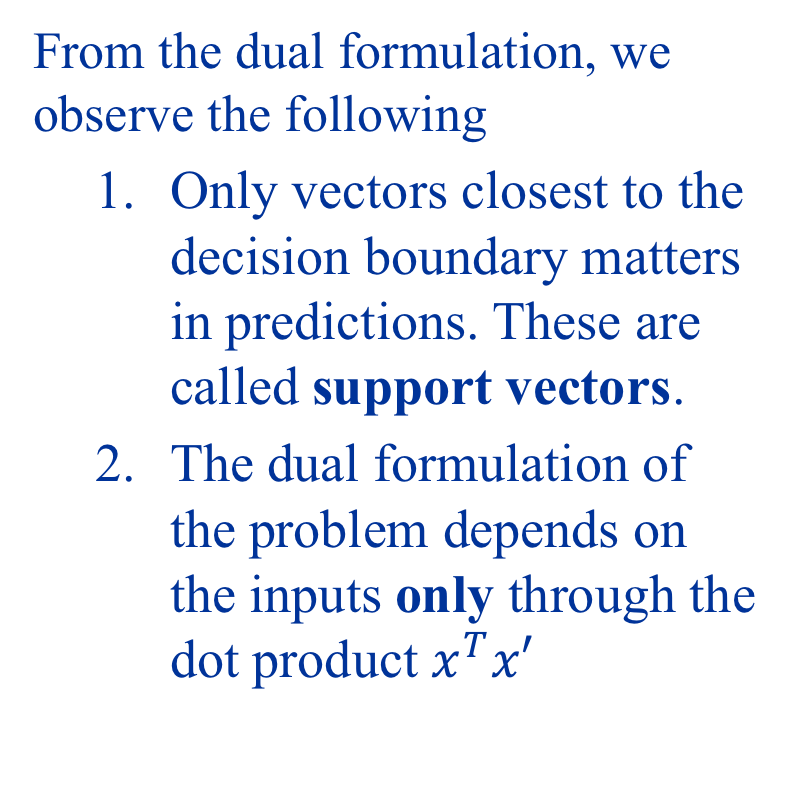 From the dual formulation, we
observe the following
1. Only vectors closest to the
decision boundary matters
in predictions. These are
called support vectors.
2. The dual formulation of
the problem depends on
the inputs only through the
dot product xᵀx′